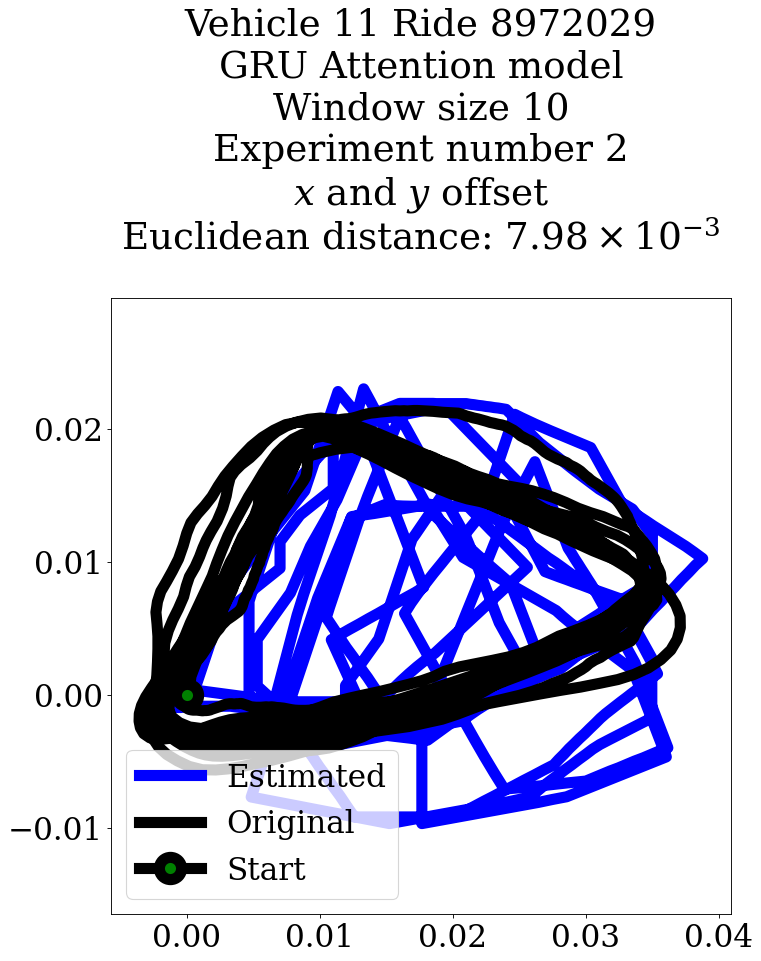 Vehicle 11 Ride 8972029
GRU Attention model
Window size 10
Experiment number 2
x and y offset
Euclidean distance: 7.98 × 10⁻³
0.02
0.01
0.00
−0.01
Estimated
Original
Start
0.00 0.01 0.02 0.03 0.04